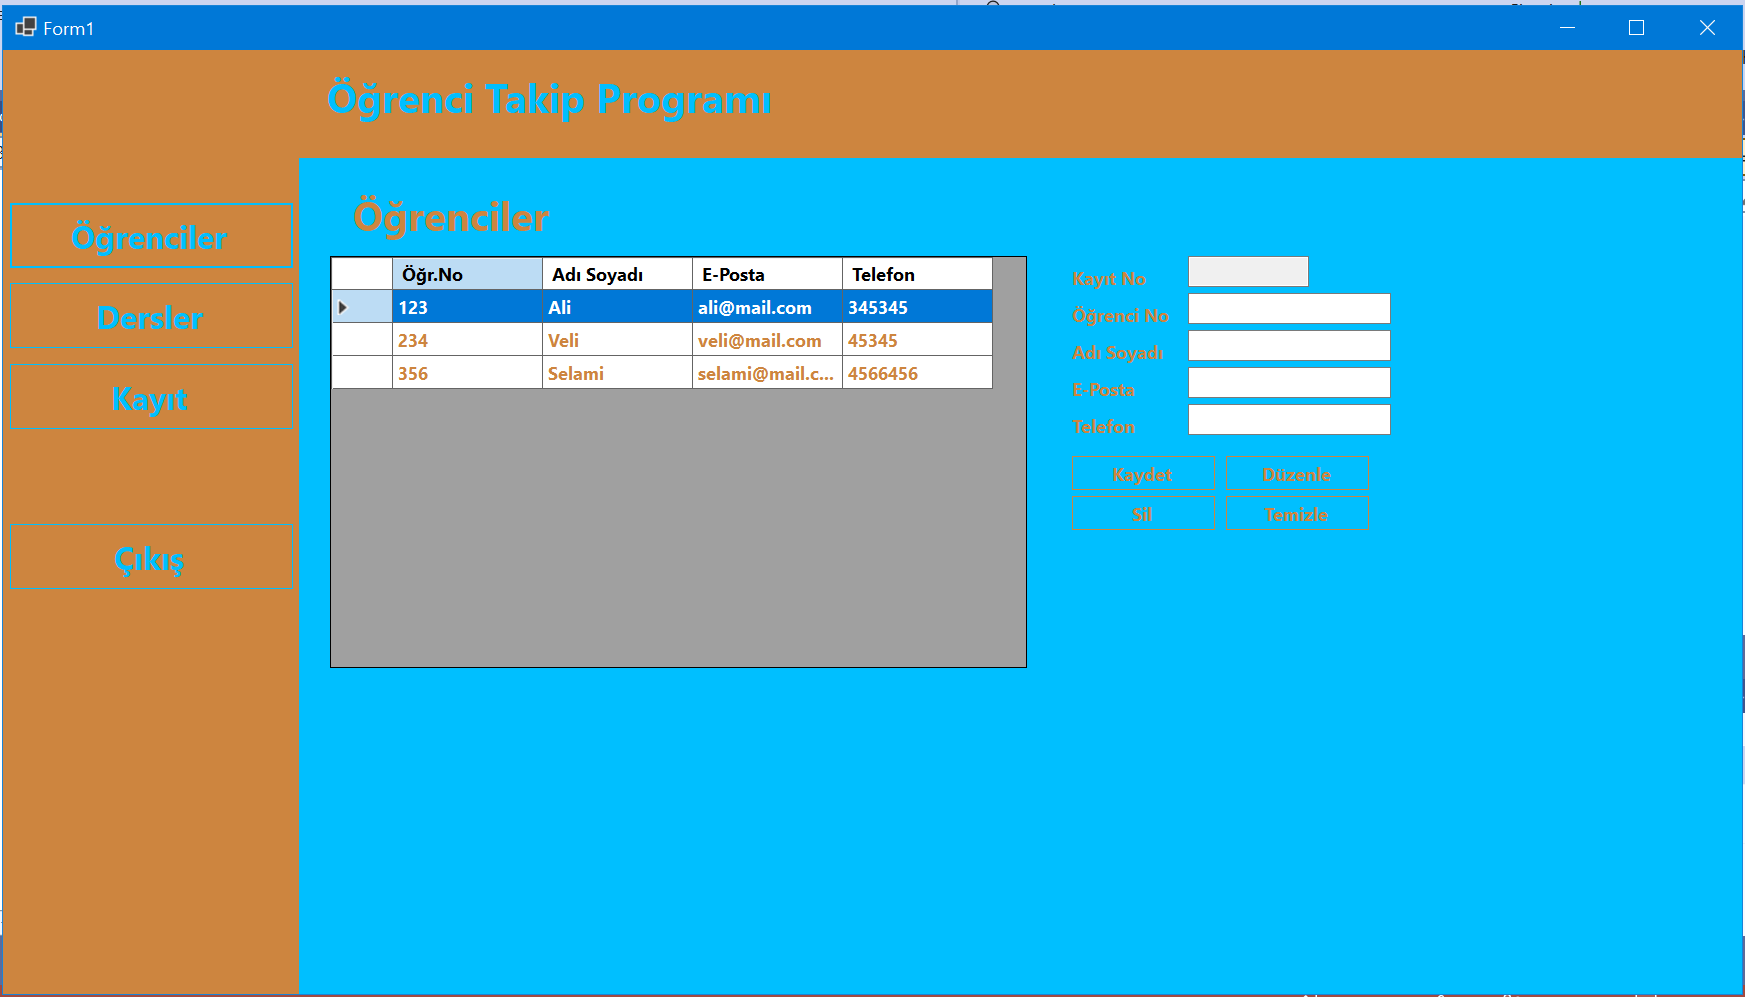 Form1
Öğrenci Takip Programı
Öğrenciler
Dersler
Kayıt
Çıkış
Öğrenciler
Öğr.No Adı Soyadı E-Posta Telefon
123 Ali ali@mail.com 345345
234 Veli veli@mail.com 45345
356 Selami selami@mail.c... 4566456
Kayıt No
Öğrenci No
Adı Soyadı
E-Posta
Telefon
Kaydet Düzenle
Sil Temizle